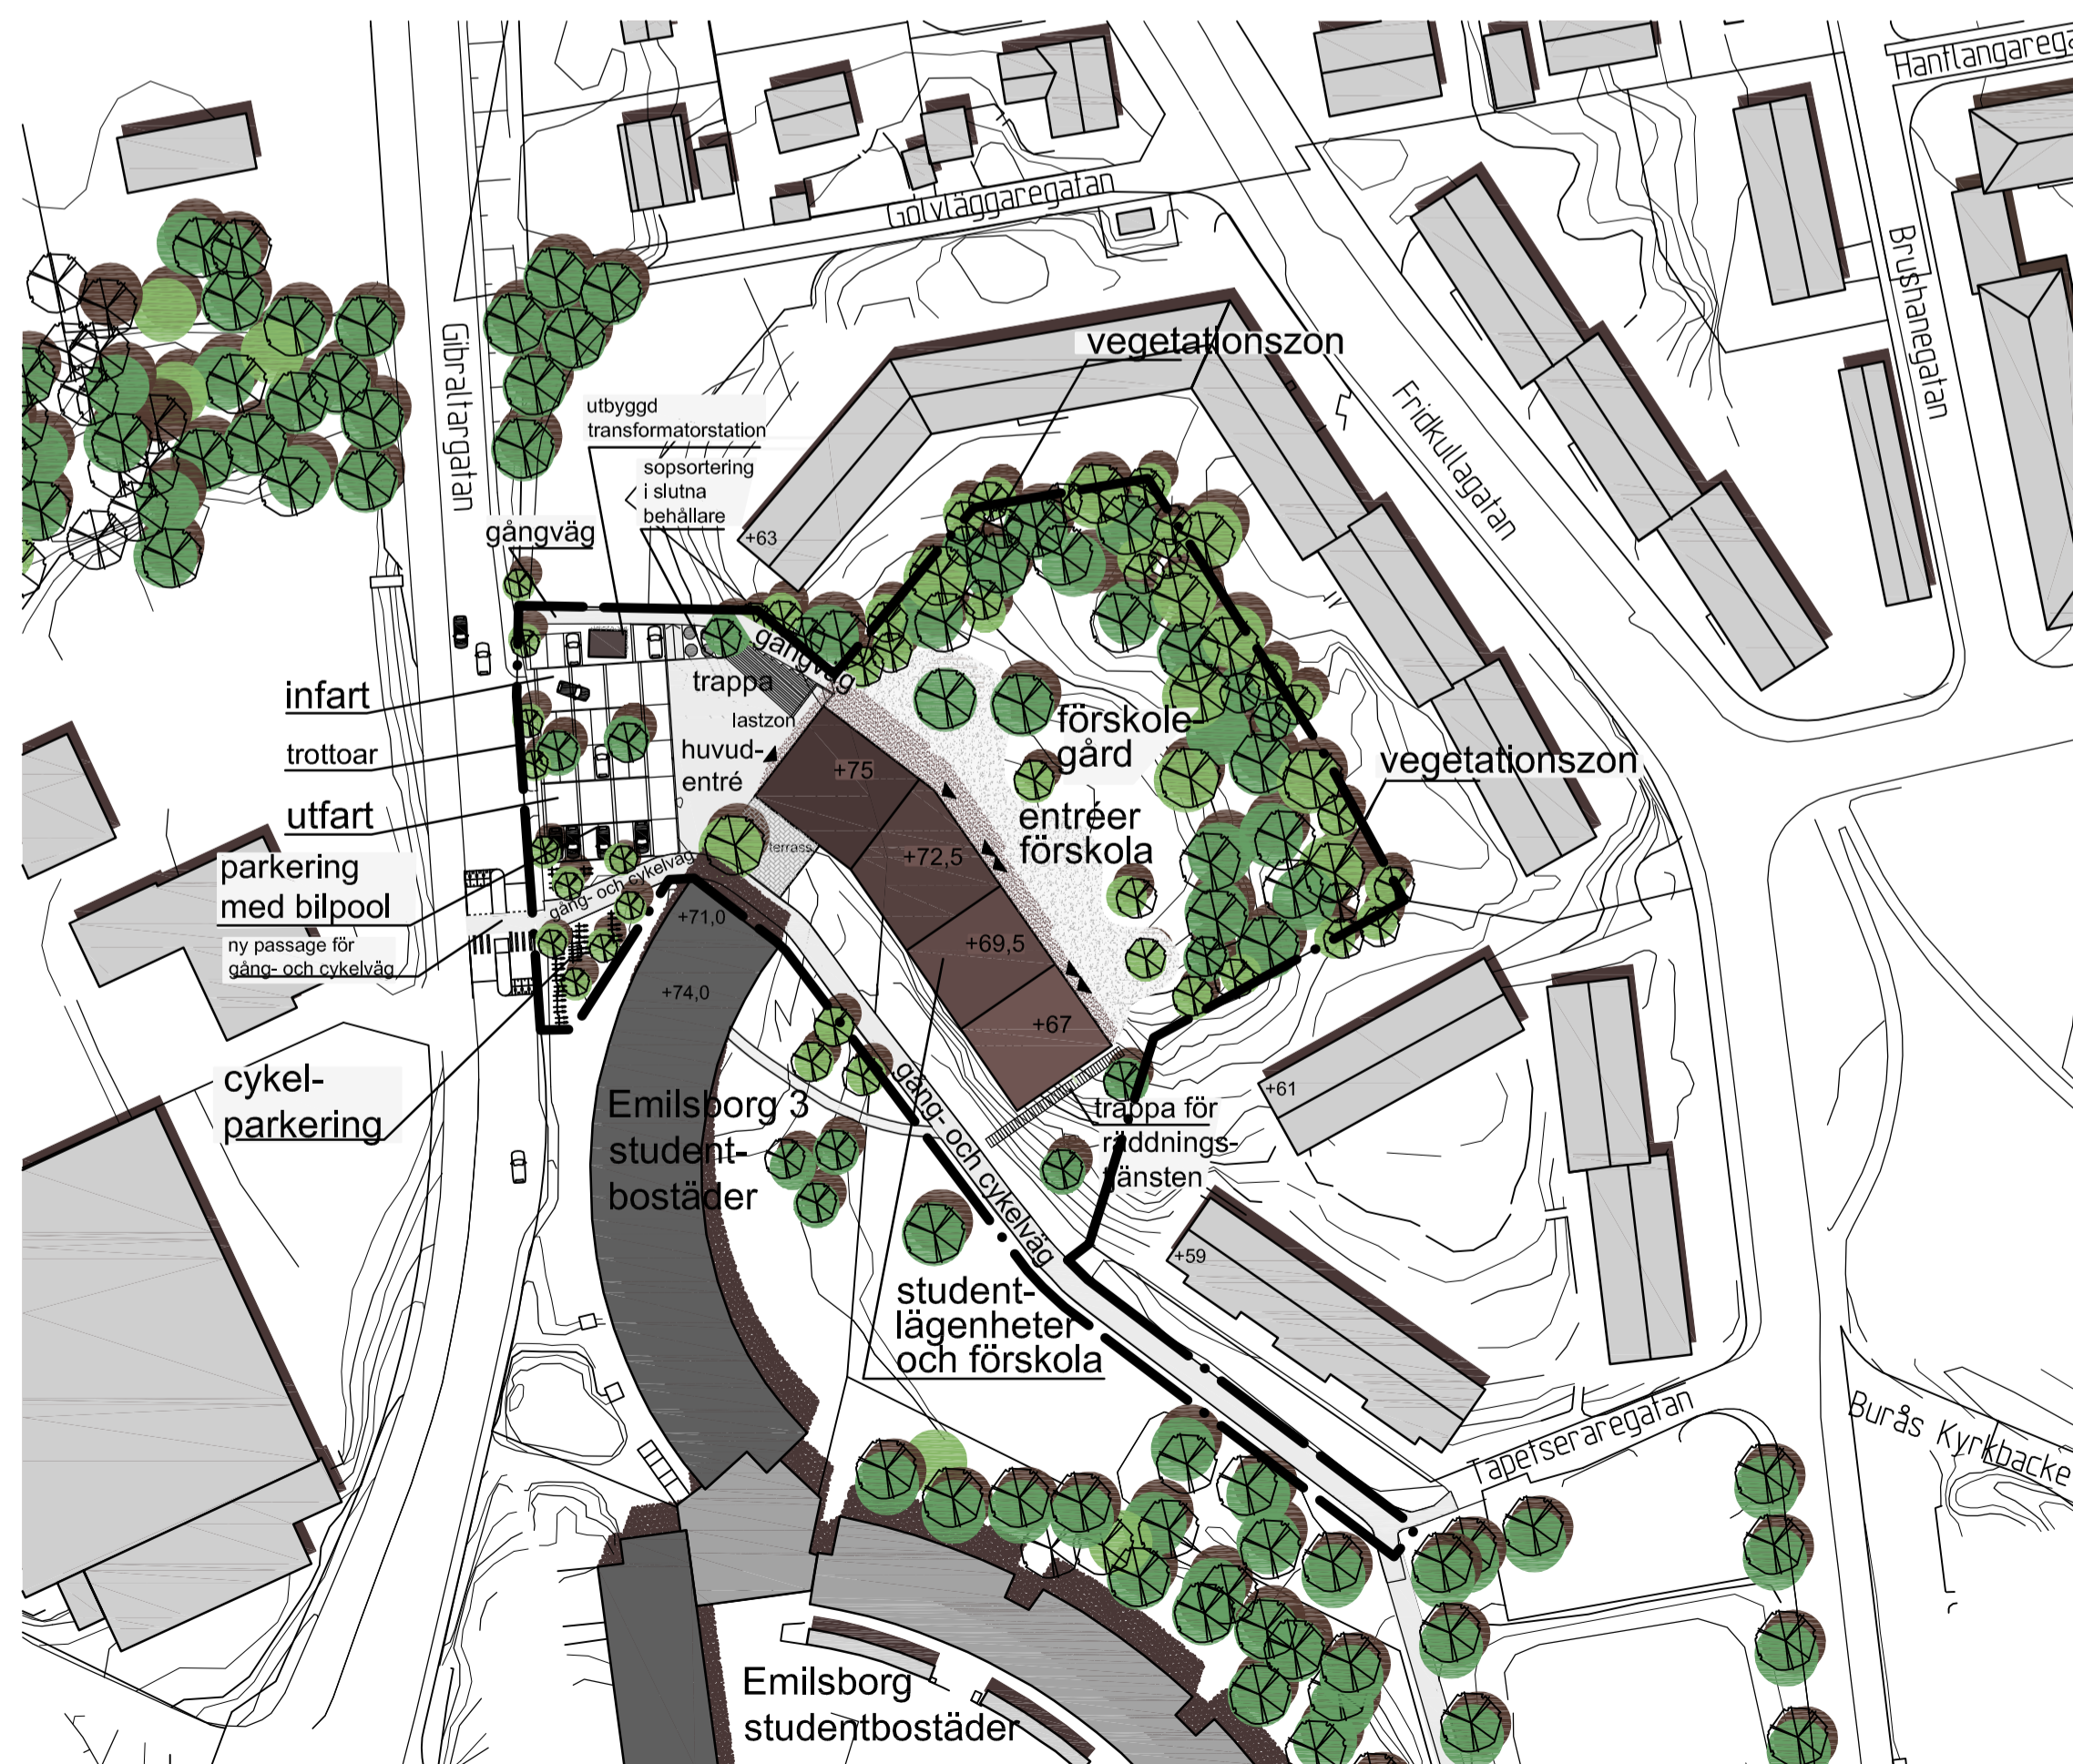 Hantlangarega
Golvläggaregatan
Gibraltargatan
Brushanegatan
Fridkullagatan
vegetationszon
utbyggd
transformatorstation
sopsortering
i slutna
behållare
gångväg
+63
gångväg
trappa
lastzon
huvud-
entré
infart
trottoar
utfart
parkering
med bilpool
ny passage för
gång- och cykelväg
cykel-
parkering
gång- och cykelväg
terrass
+75
+72,5
+69,5
+67
förskole-
gård
entréer
förskola
vegetationszon
+71,0
+74,0
Emilsborg 3
student-
bostäder
gång- och cykelväg
trappa för
räddnings-
tjänsten
+61
+59
student-
lägenheter
och förskola
Tapetseraregatan
Burås Kyrkbacke
Emilsborg
studentbostäder